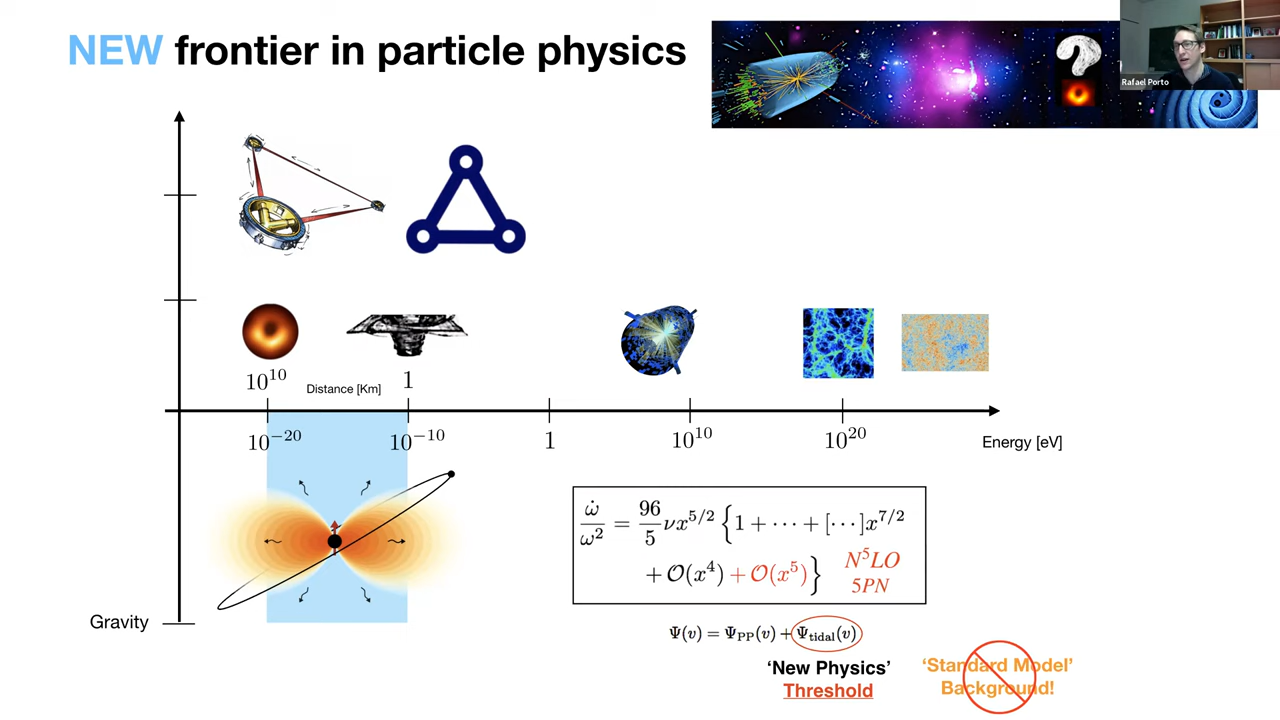 NEW frontier in particle physics
Rafael Porto
10^10 Distance [Km] 1
10^−20 10^−10 1 10^10 10^20 Energy [eV]
ω̇/ω² = 96/5 νx^{5/2} {1 + ⋯ + [⋯]x^{7/2}
+ 𝒪(x⁴) + 𝒪(x⁵)} N⁵LO
5PN
Gravity
Ψ(v) = Ψ_PP(v) + Ψ_tidal(v)
‘New Physics’
Threshold
‘Standard Model’
Background!